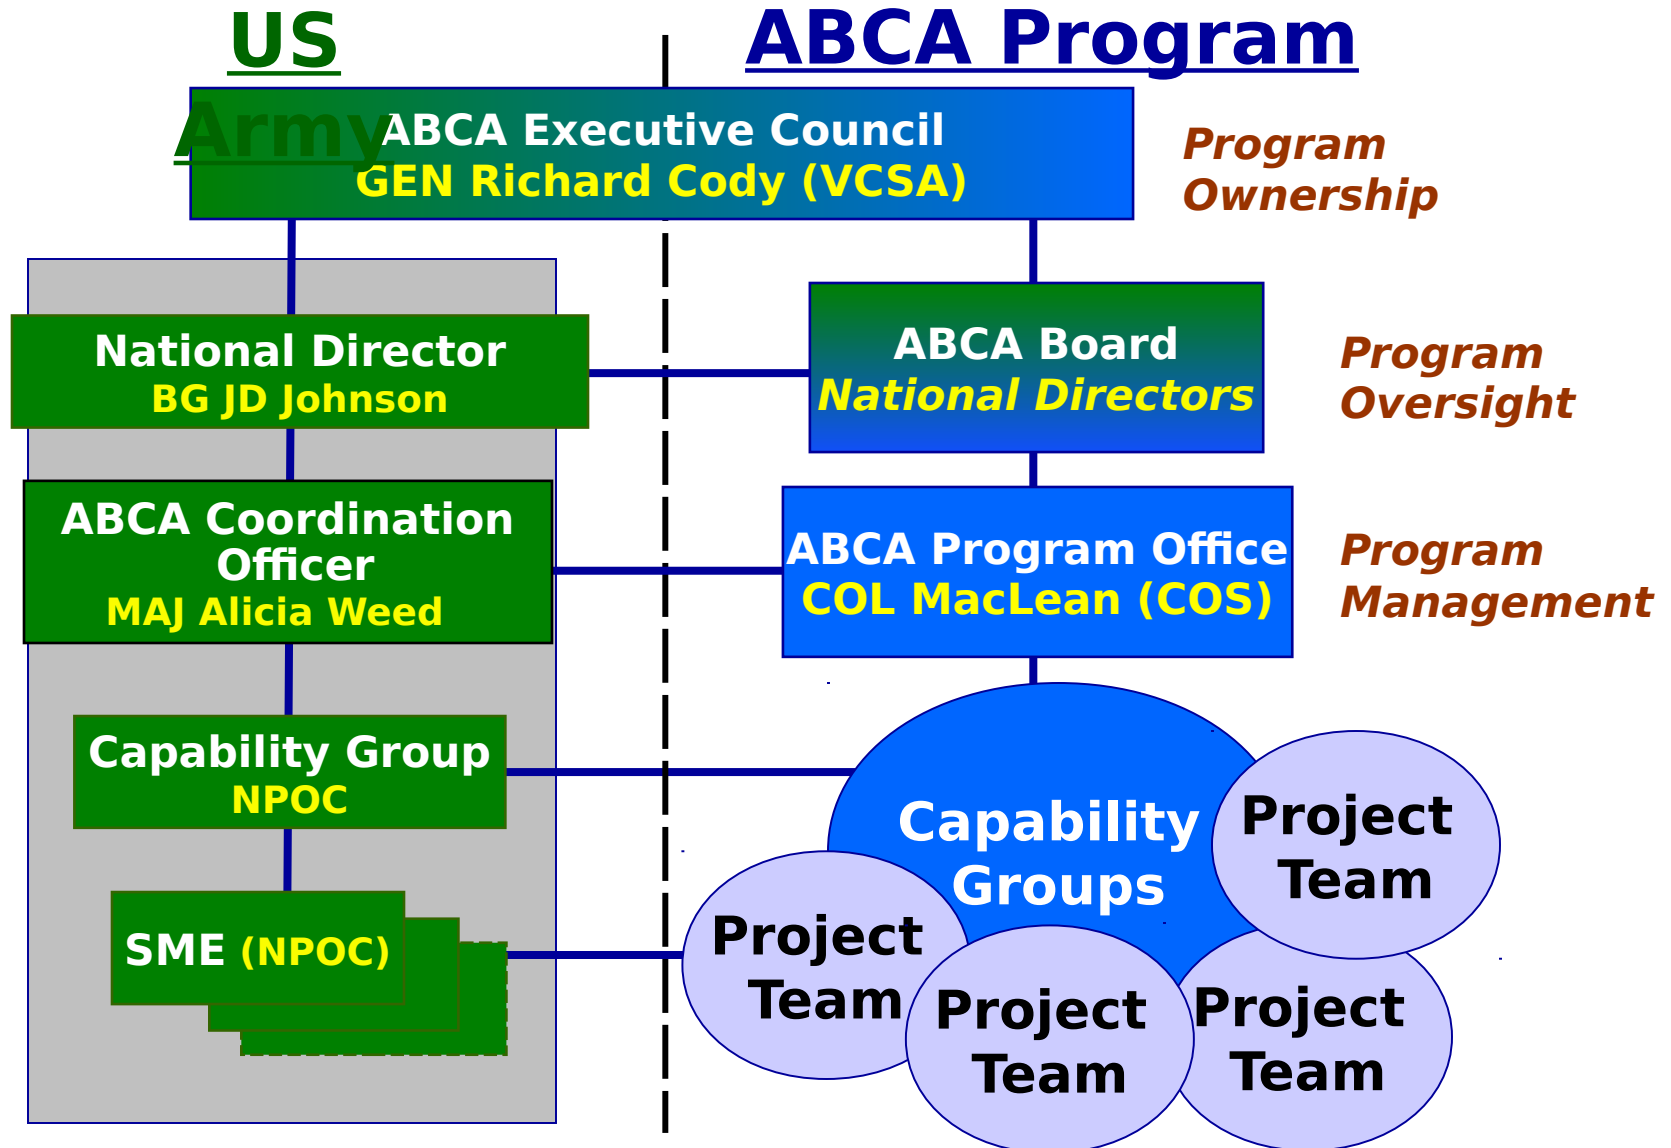 US
Army
ABCA Program
ABCA Executive Council
GEN Richard Cody (VCSA)
Program
Ownership
National Director
BG JD Johnson
ABCA Board
National Directors
Program
Oversight
ABCA Coordination
Officer
MAJ Alicia Weed
ABCA Program Office
COL MacLean (COS)
Program
Management
Capability Group
NPOC
Capability
Groups
Project
Team
SME (NPOC)
Project
Team
Project
Team
Project
Team